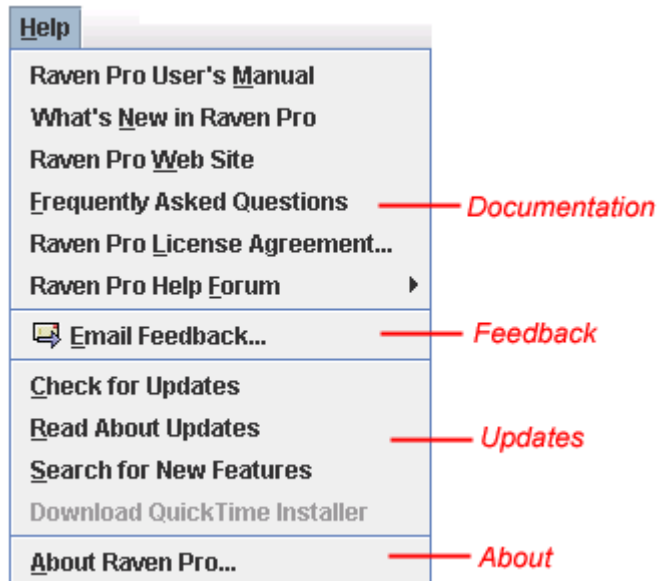 Help
Raven Pro User's Manual
What's New in Raven Pro
Raven Pro Web Site
Frequently Asked Questions
Documentation
Raven Pro License Agreement...
Raven Pro Help Forum
Email Feedback...
Feedback
Check for Updates
Read About Updates
Updates
Search for New Features
Download QuickTime Installer
About Raven Pro...
About